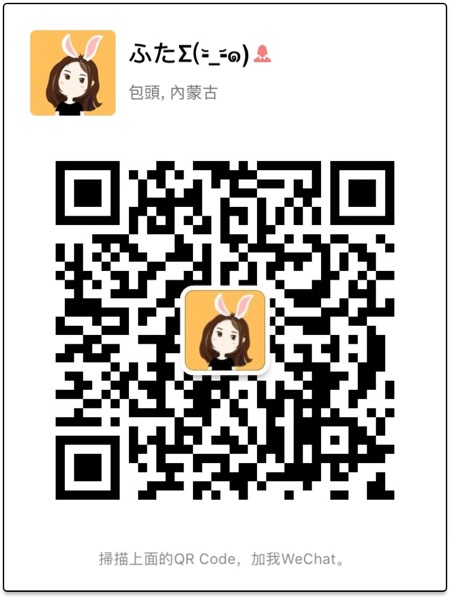 ふたΣ(-᷅_-᷄๑)
包頭, 內蒙古
掃描上面的QR Code，加我WeChat。